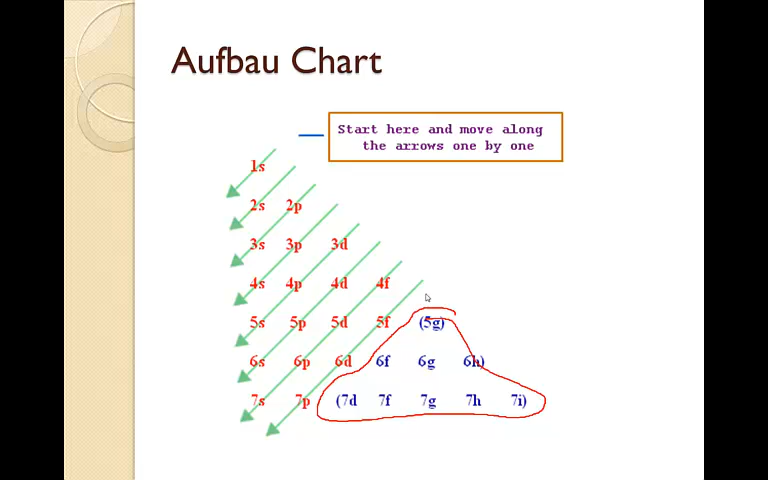 Aufbau Chart
Start here and move along
the arrows one by one
1s
2s 2p
3s 3p 3d
4s 4p 4d 4f
5s 5p 5d 5f (5g)
6s 6p 6d 6f 6g 6h)
7s 7p (7d 7f 7g 7h 7i)